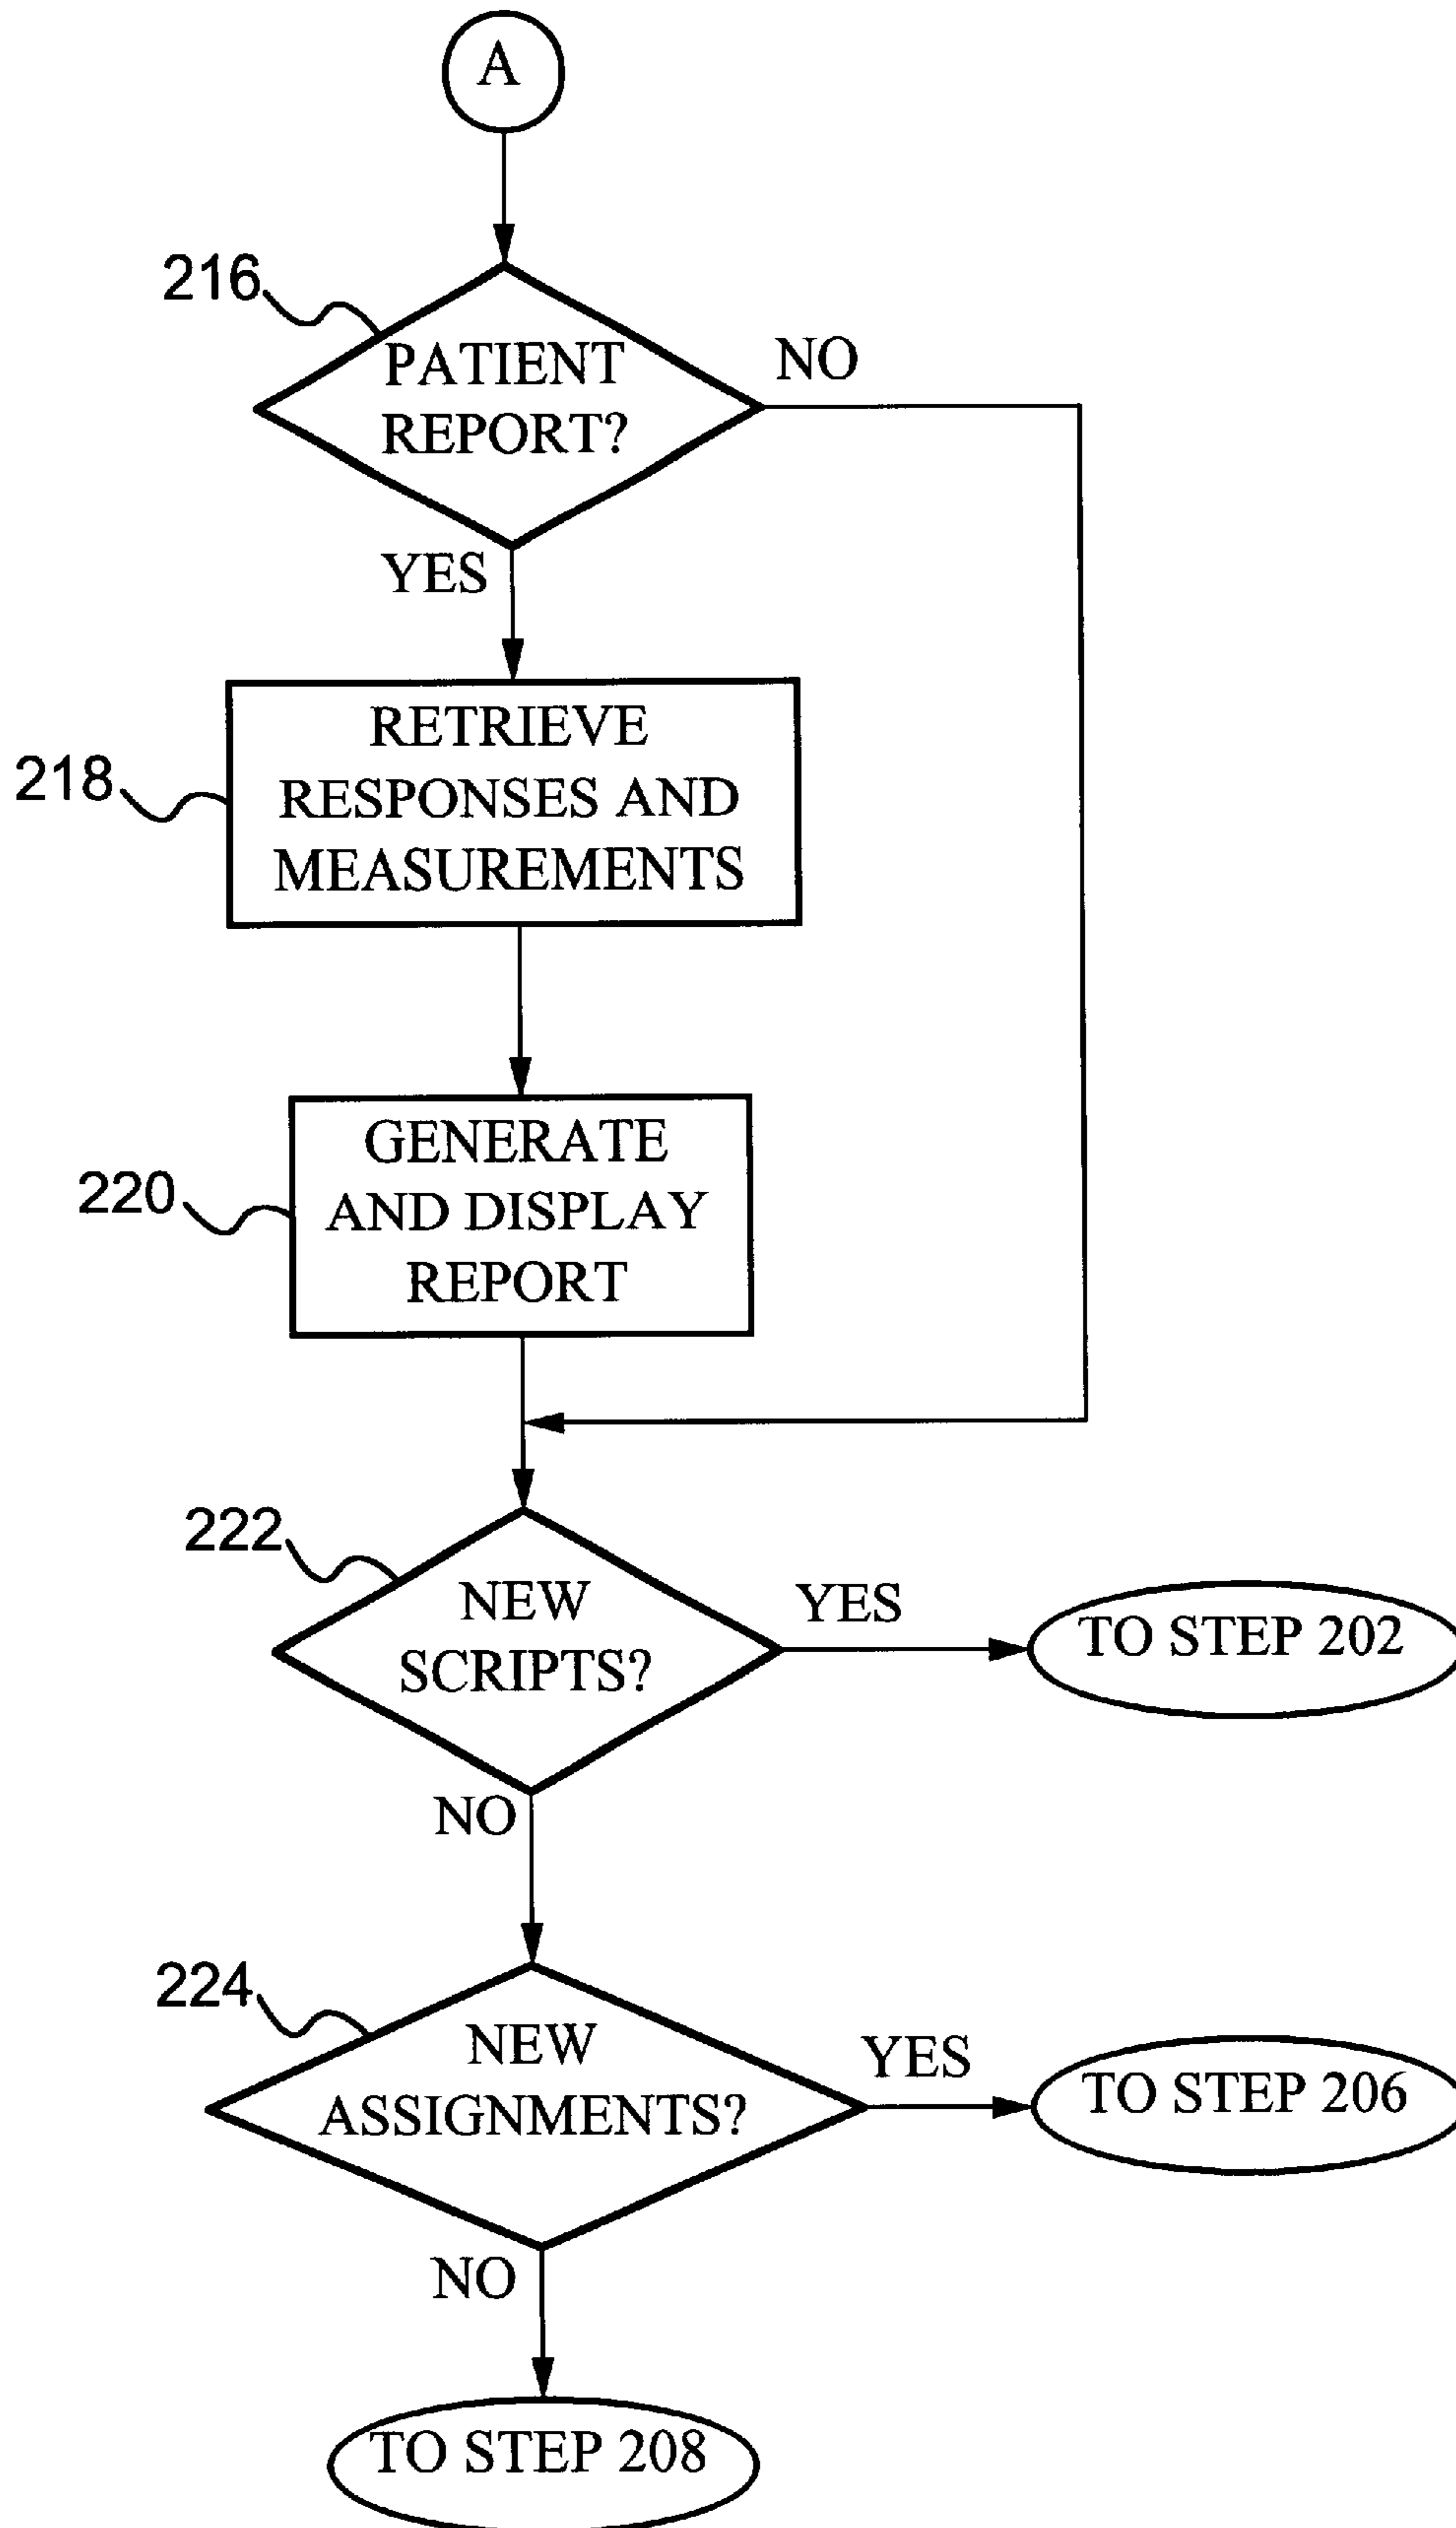 A
216
PATIENT
REPORT?
NO
YES
218
RETRIEVE
RESPONSES AND
MEASUREMENTS
220
GENERATE
AND DISPLAY
REPORT
222
NEW
SCRIPTS?
YES
TO STEP 202
NO
224
NEW
ASSIGNMENTS?
YES
TO STEP 206
NO
TO STEP 208